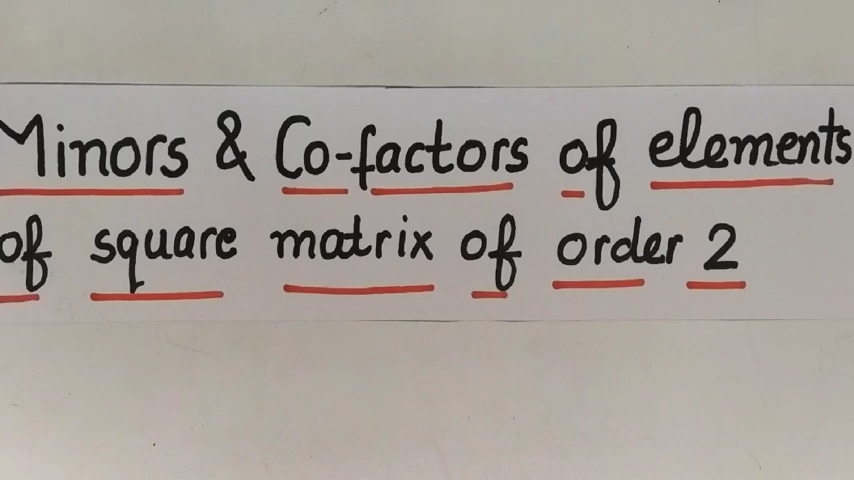 Minors & Co-factors of elements
of square matrix of order 2